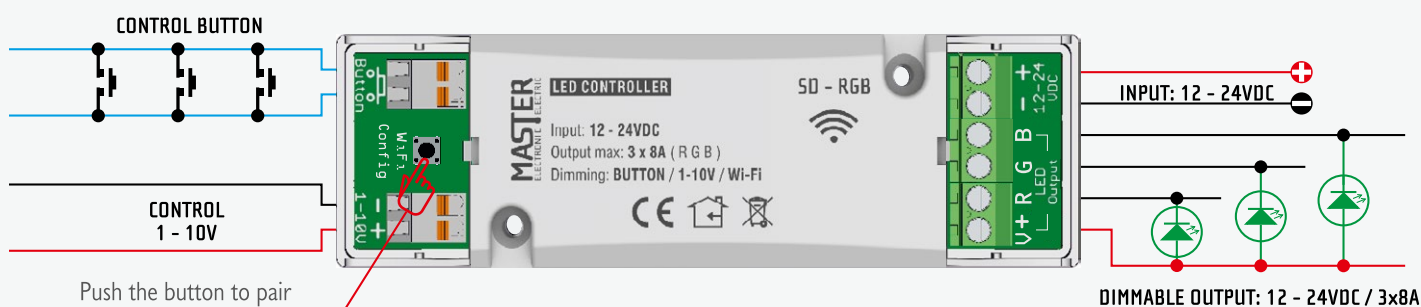 CONTROL BUTTON
Button
WiFi
Config
- 1-10V +
CONTROL
1 - 10V
Push the button to pair
MASTER
ELECTRONIC ELECTRIC
LED CONTROLLER
Input: 12 - 24VDC
Output max: 3 x 8A ( R G B )
Dimming: BUTTON / 1-10V / Wi-Fi
CE
SD - RGB
- +
12-24
VDC
V+ R G B
LED
Output
INPUT: 12 - 24VDC
DIMMABLE OUTPUT: 12 - 24VDC / 3x8A